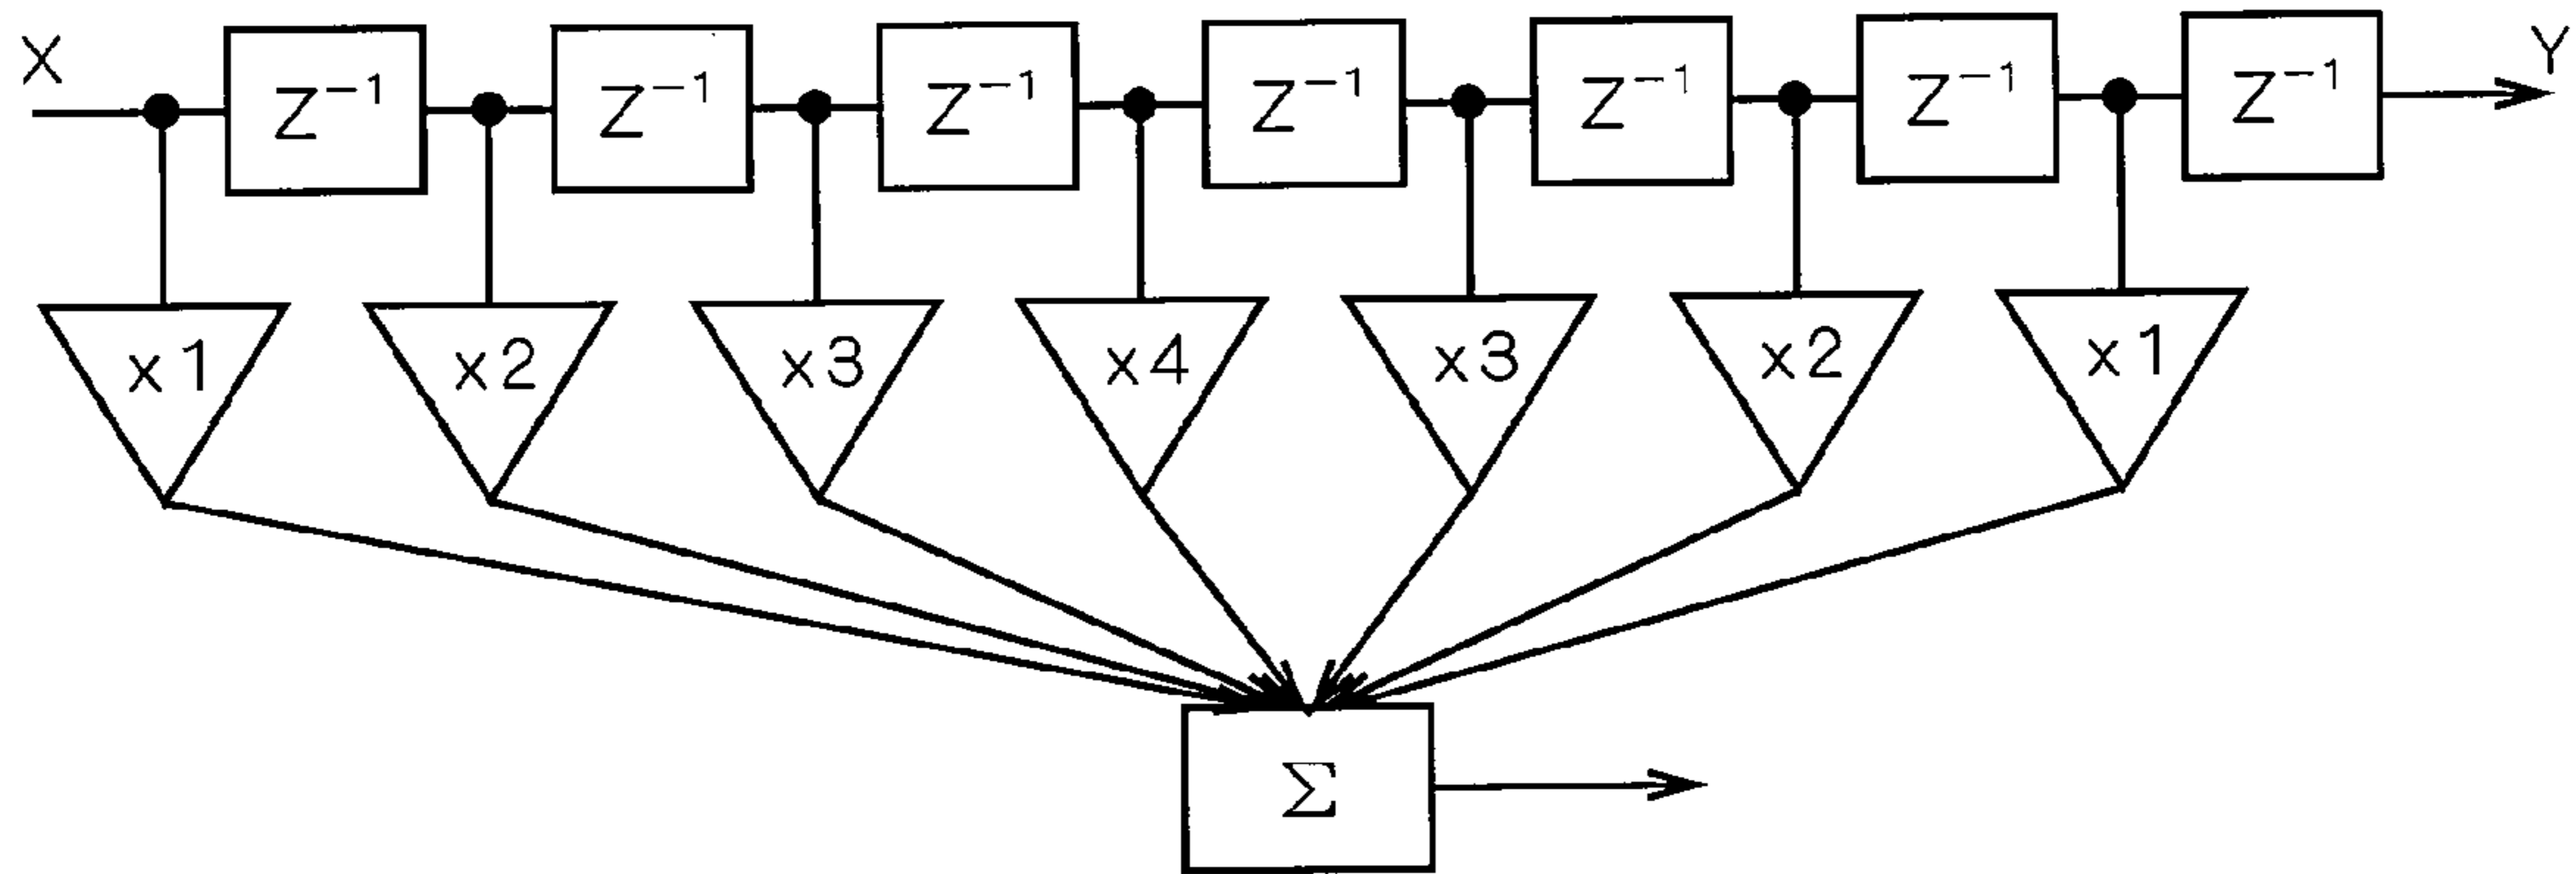 X Z⁻¹ Z⁻¹ Z⁻¹ Z⁻¹ Z⁻¹ Z⁻¹ Z⁻¹ Y
x1 x2 x3 x4 x3 x2 x1
Σ